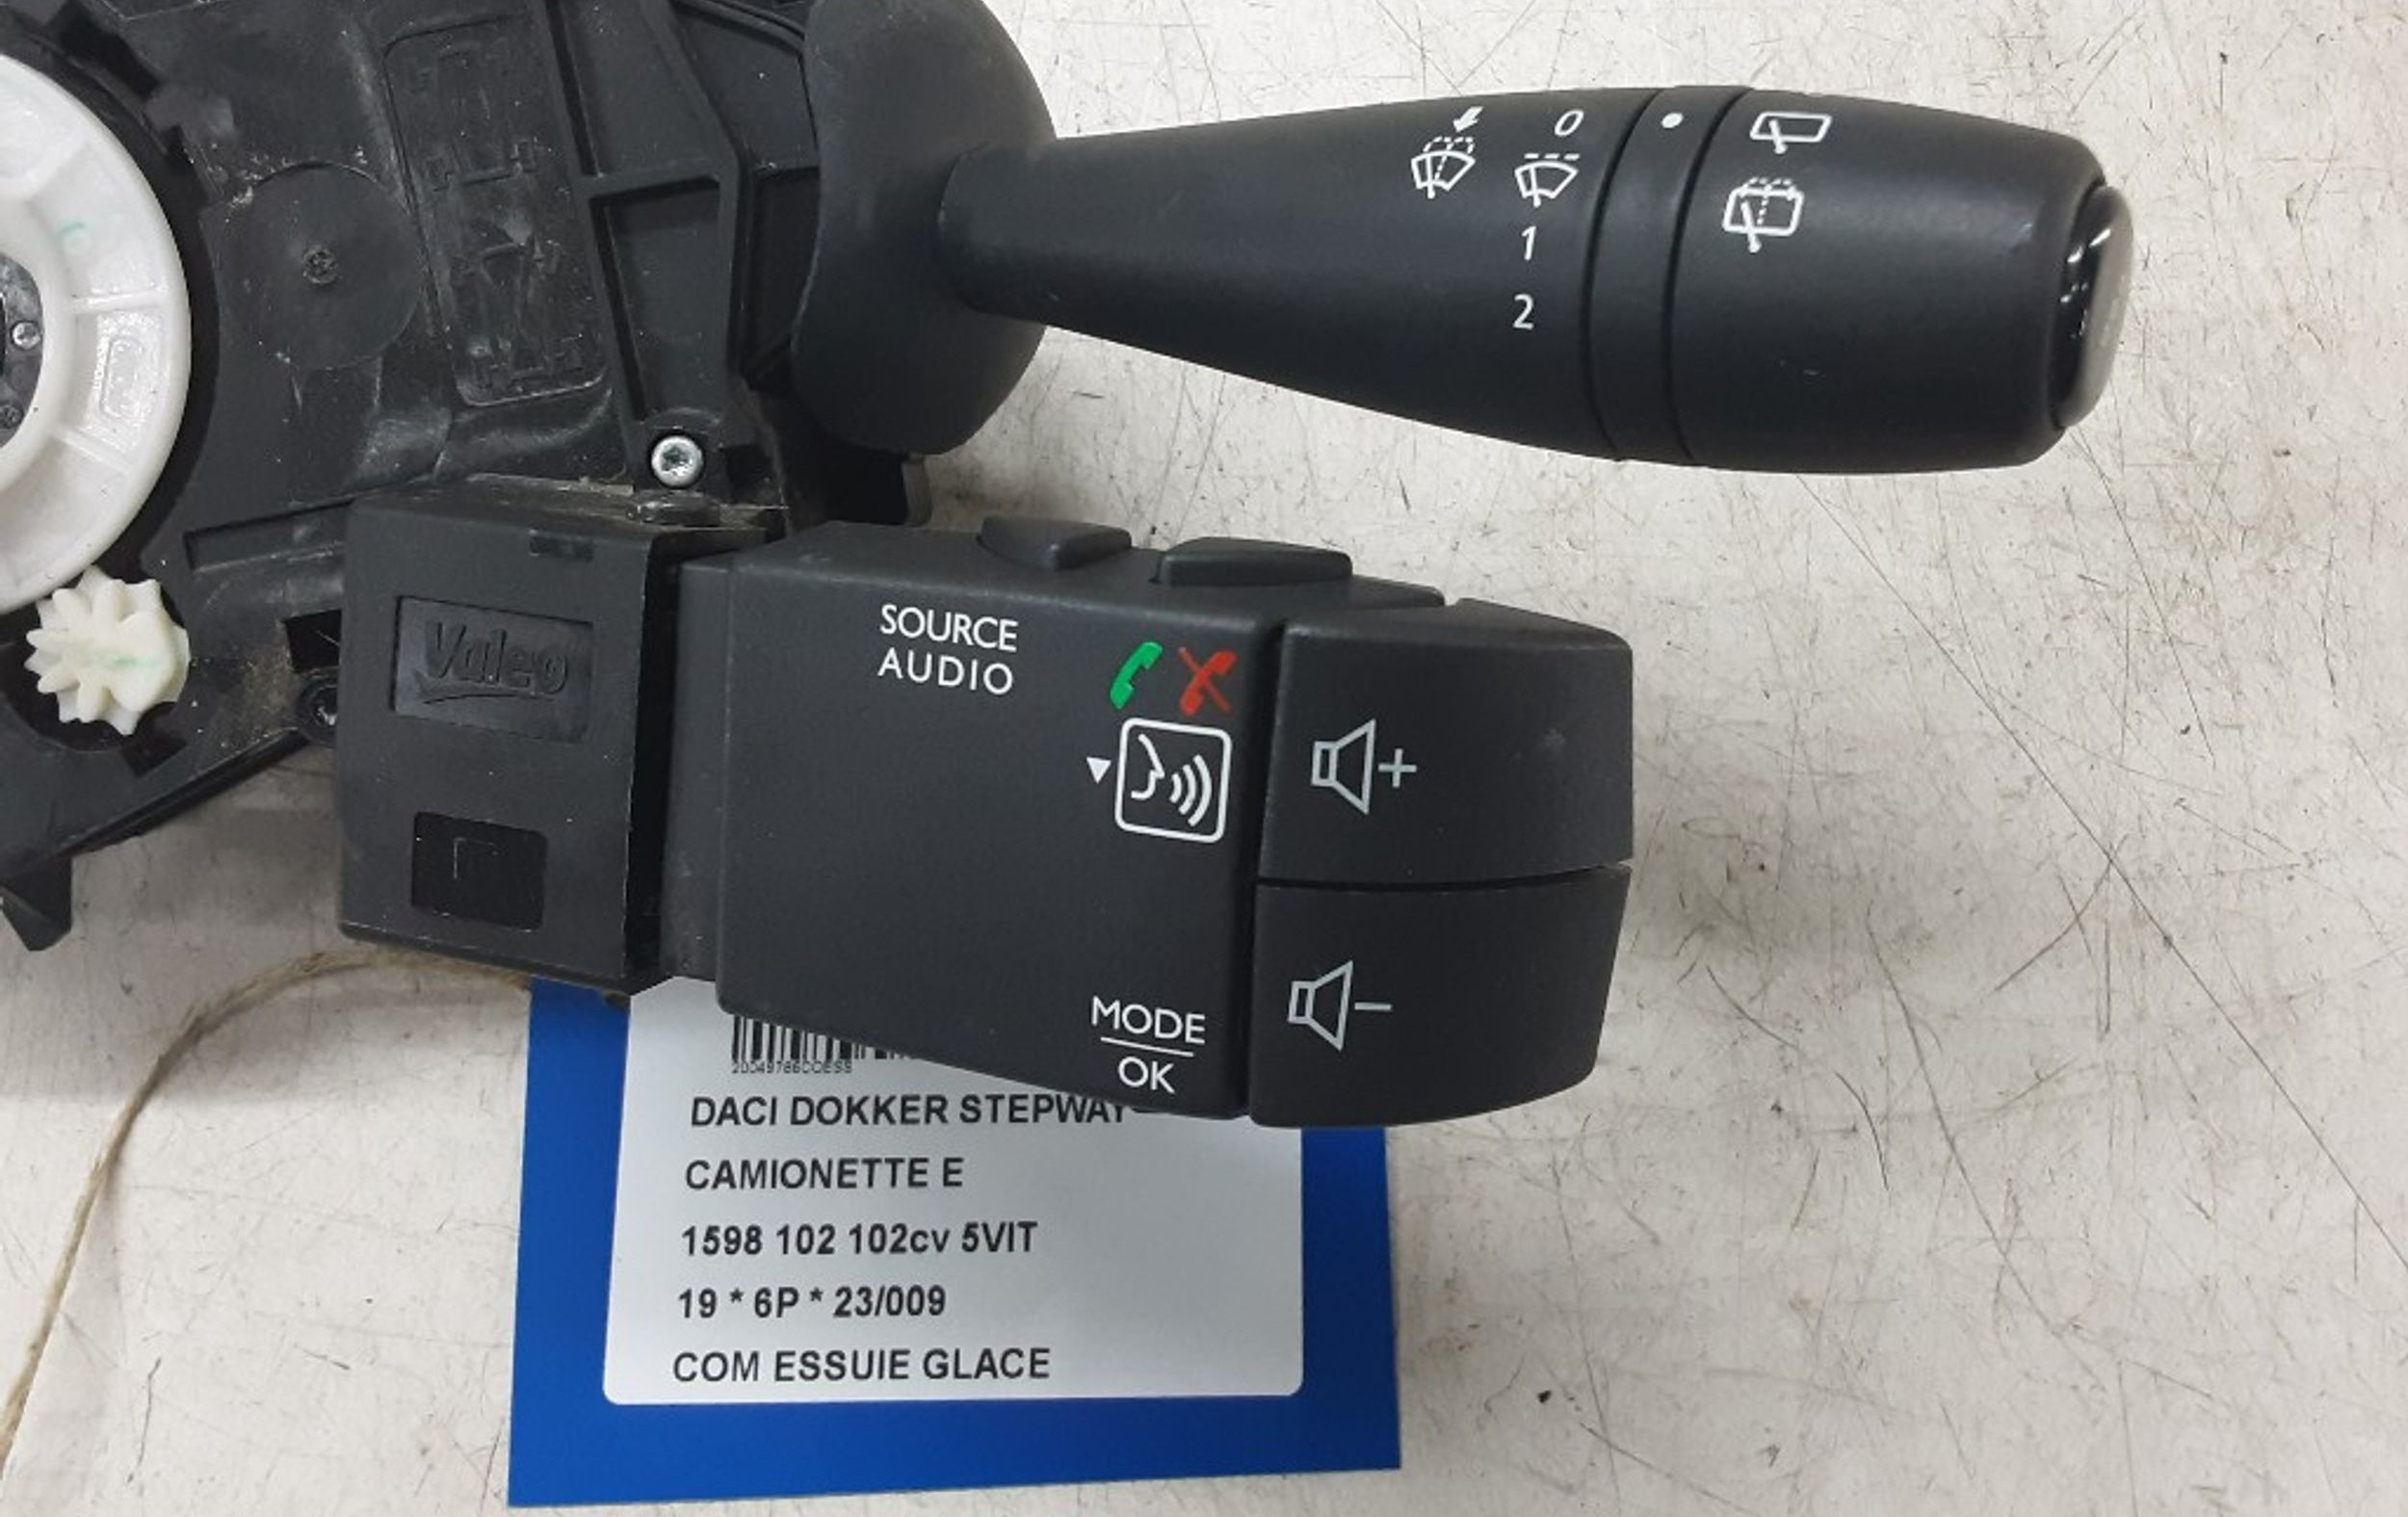 0
1
2
SOURCE
AUDIO
Valeo
MODE
OK
DACI DOKKER STEPWAY
CAMIONETTE E
1598 102 102cv 5VIT
19 * 6P * 23/009
COM ESSUIE GLACE